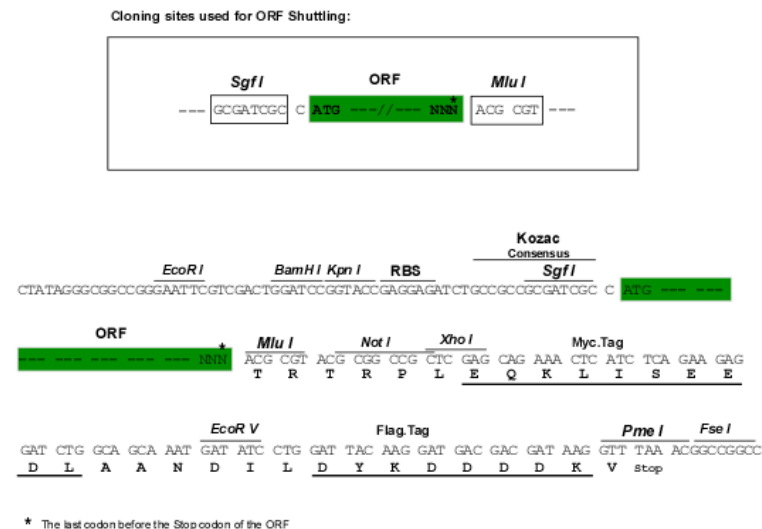 Cloning sites used for ORF Shuttling:
Sgf I ORF Mlu I
--- GCGATCGC C ATG ---//--- NNN* ACG CGT ---
Kozac
Consensus
EcoR I BamH I Kpn I RBS Sgf I
CTATAGGGCGGCCGGGAATTCGTCGACTGGATCCGGTACCGAGGAGATCTGCCGCCGCGATCGC C ATG --- ---
ORF Mlu I Not I Xho I Myc.Tag
--- --- --- --- --- --- NNN* ACG CGT ACG CGG CCG CTC GAG CAG AAA CTC ATC TCA GAA GAG
T R T R P L E Q K L I S E E
EcoR V Flag.Tag Pme I Fse I
GAT CTG GCA GCA AAT GAT ATC CTG GAT TAC AAG GAT GAC GAC GAT AAG GTT TAA ACGGCCGGCC
D L A A N D I L D Y K D D D D K V Stop
* The last codon before the Stop codon of the ORF